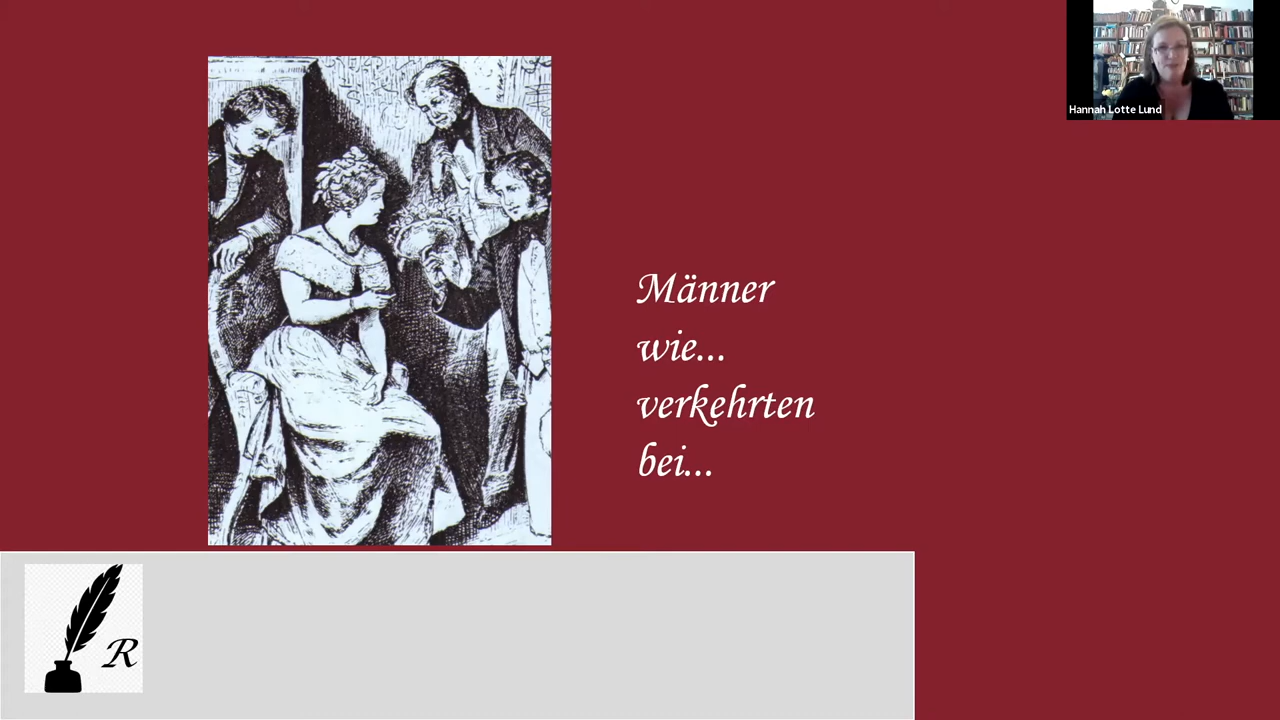 Hannah Lotte Lund
Männer
wie...
verkehrten
bei...
R